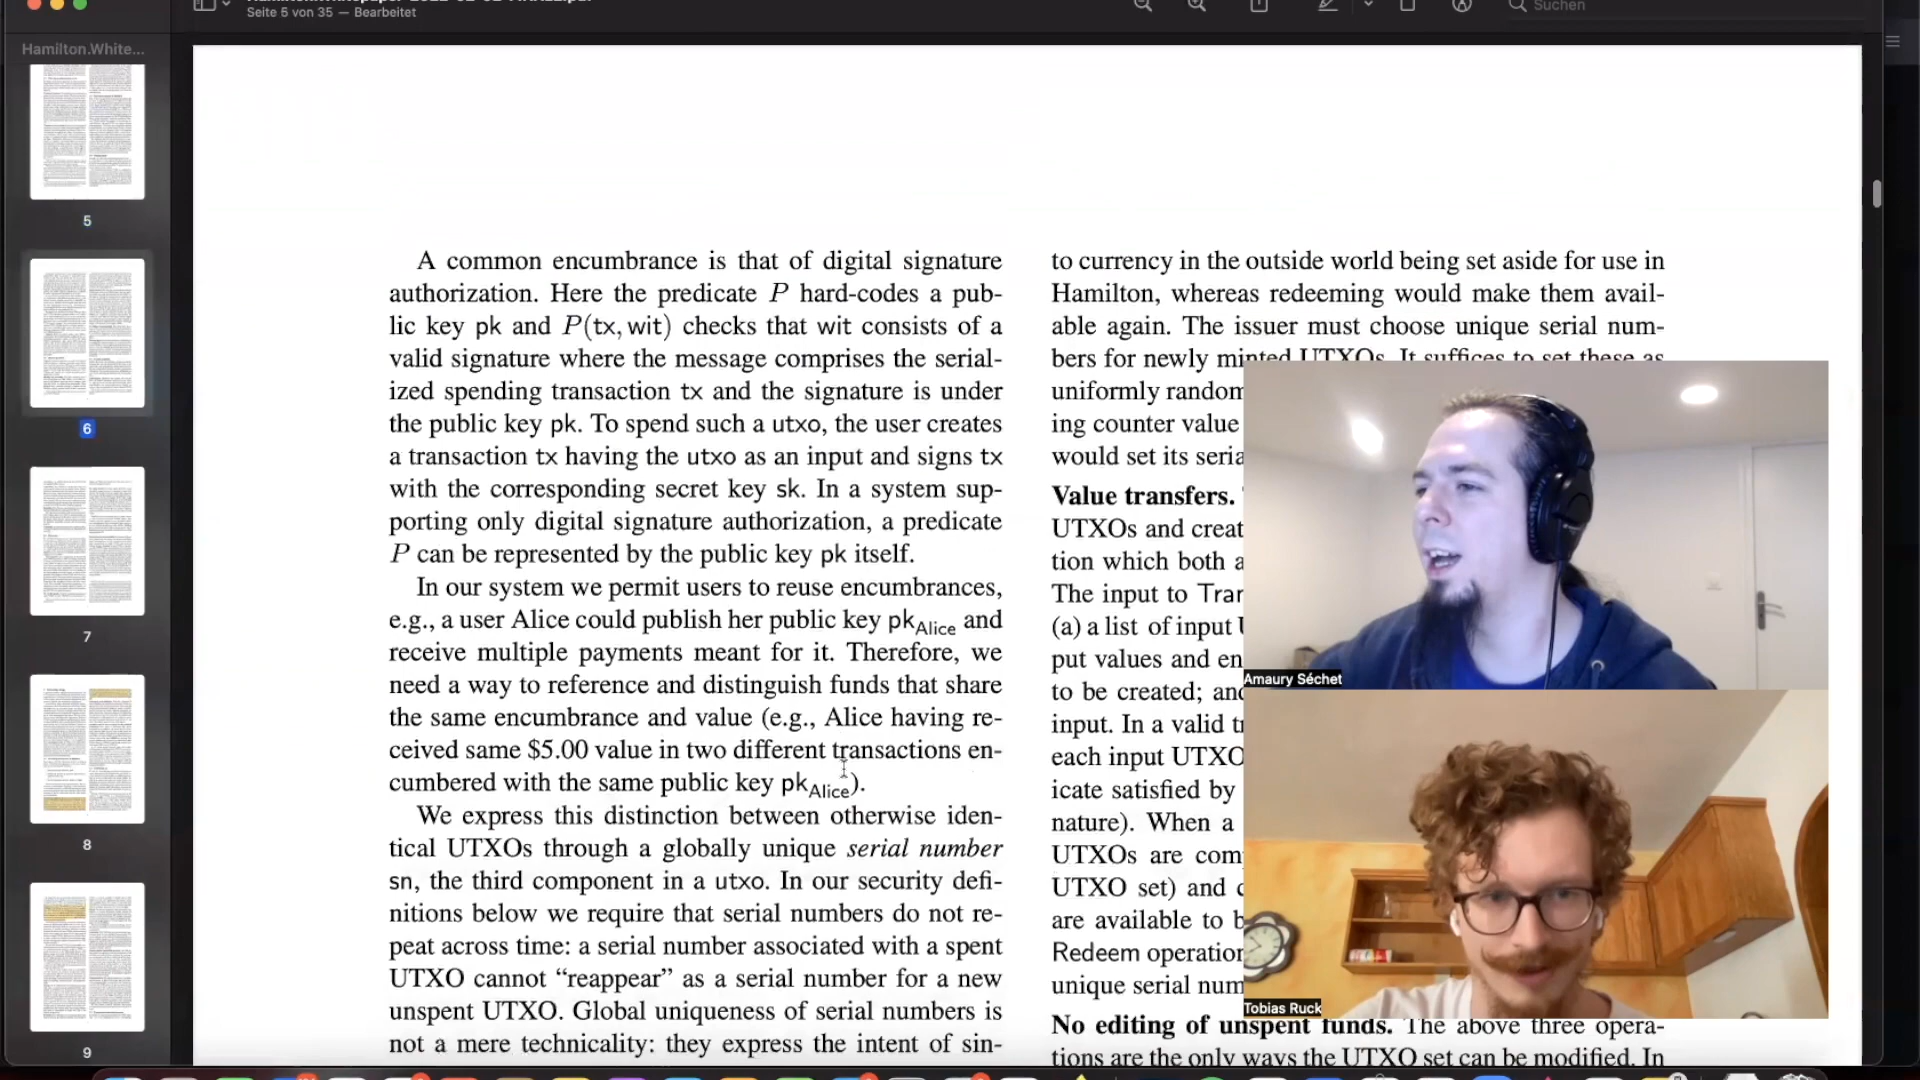 Seite 6 von 35 — Bearbeitet
Suchen
Hamilton.White...
5
6
7
8
9
A common encumbrance is that of digital signature
authorization. Here the predicate P hard-codes a pub-
lic key pk and P(tx, wit) checks that wit consists of a
valid signature where the message comprises the serial-
ized spending transaction tx and the signature is under
the public key pk. To spend such a utxo, the user creates
a transaction tx having the utxo as an input and signs tx
with the corresponding secret key sk. In a system sup-
porting only digital signature authorization, a predicate
P can be represented by the public key pk itself.
In our system we permit users to reuse encumbrances,
e.g., a user Alice could publish her public key pkAlice and
receive multiple payments meant for it. Therefore, we
need a way to reference and distinguish funds that share
the same encumbrance and value (e.g., Alice having re-
ceived same $5.00 value in two different transactions en-
cumbered with the same public key pkAlice).
We express this distinction between otherwise iden-
tical UTXOs through a globally unique serial number
sn, the third component in a utxo. In our security defi-
nitions below we require that serial numbers do not re-
peat across time: a serial number associated with a spent
UTXO cannot “reappear” as a serial number for a new
unspent UTXO. Global uniqueness of serial numbers is
not a mere technicality: they express the intent of sin-
to currency in the outside world being set aside for use in
Hamilton, whereas redeeming would make them avail-
able again. The issuer must choose unique serial num-
bers for newly minted UTXOs. It suffices to set these as
uniformly random
ing counter value
would set its seria
Value transfers.
UTXOs and creat
tion which both a
The input to Tran
(a) a list of input
put values and en
to be created; and
input. In a valid tr
each input UTXO
icate satisfied by
nature). When a
UTXOs are com
UTXO set) and
are available to b
Redeem operation
unique serial num
No editing of unspent funds. The above three opera-
tions are the only ways the UTXO set can be modified. In
Amaury Séchet
Tobias Ruck